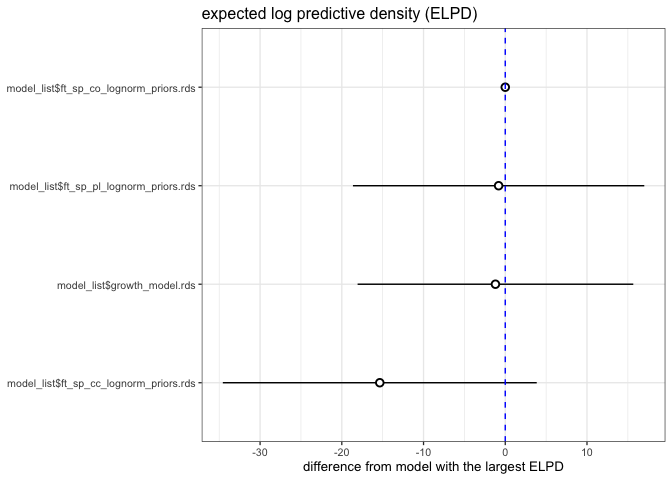 expected log predictive density (ELPD)
model_list$ft_sp_co_lognorm_priors.rds
model_list$ft_sp_pl_lognorm_priors.rds
model_list$growth_model.rds
model_list$ft_sp_cc_lognorm_priors.rds
-30 -20 -10 0 10
difference from model with the largest ELPD